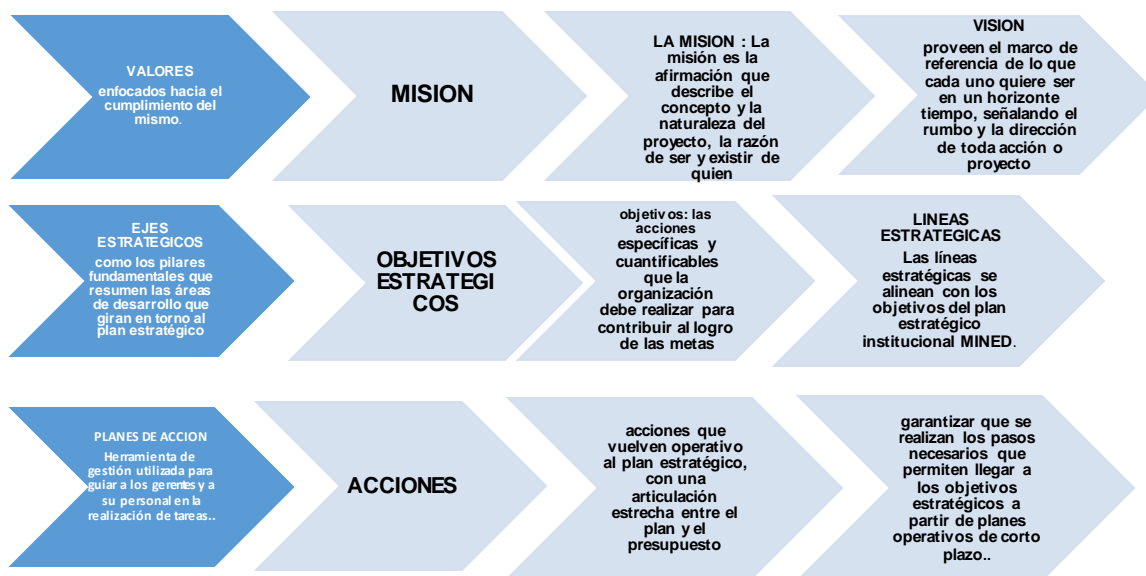 VALORES
enfocados hacia el
cumplimiento del
mismo.
MISION
LA MISION : La
misión es la
afirmación que
describe el
concepto y la
naturaleza del
proyecto, la razón
de ser y existir de
quien
VISION
proveen el marco de
referencia de lo que
cada uno quiere ser
en un horizonte
tiempo, señalando el
rumbo y la dirección
de toda acción o
proyecto
EJES
ESTRATEGICOS
como los pilares
fundamentales que
resumen las áreas
de desarrollo que
giran en torno al
plan estratégico
OBJETIVOS
ESTRATEGI
COS
objetivos: las
acciones
específicas y
cuantificables
que la
organización
debe realizar para
contribuir al logro
de las metas
LINEAS
ESTRATEGICAS
Las líneas
estratégicas se
alinean con los
objetivos del plan
estratégico
institucional MINED.
PLANES DE ACCION
Herramienta de
gestión utilizada para
guiar a los gerentes y a
su personal en la
realización de tareas..
ACCIONES
acciones que
vuelven operativo
al plan estratégico,
con una
articulación
estrecha entre el
plan y el
presupuesto
garantizar que se
realizan los pasos
necesarios que
permiten llegar a
los objetivos
estratégicos a
partir de planes
operativos de corto
plazo..